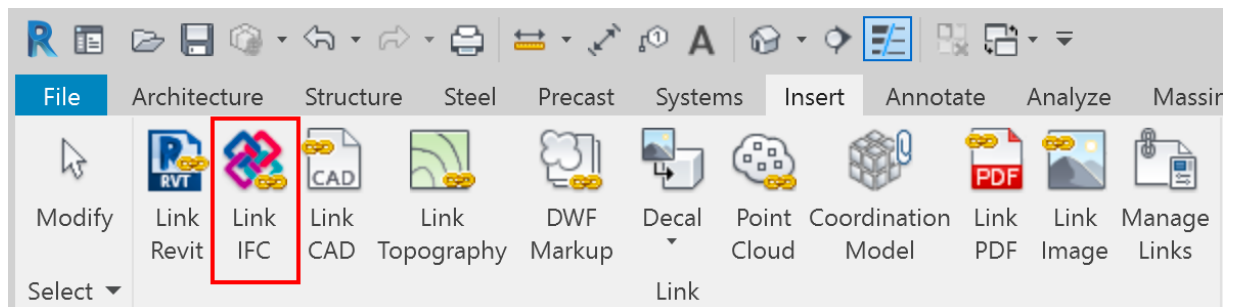 R
1
A
File Architecture Structure Steel Precast Systems Insert Annotate Analyze Massin
R
RVT
CAD
PDF
Modify Link Link Link Link DWF Decal Point Coordination Link Link Manage
Revit IFC CAD Topography Markup Cloud Model PDF Image Links
Select Link